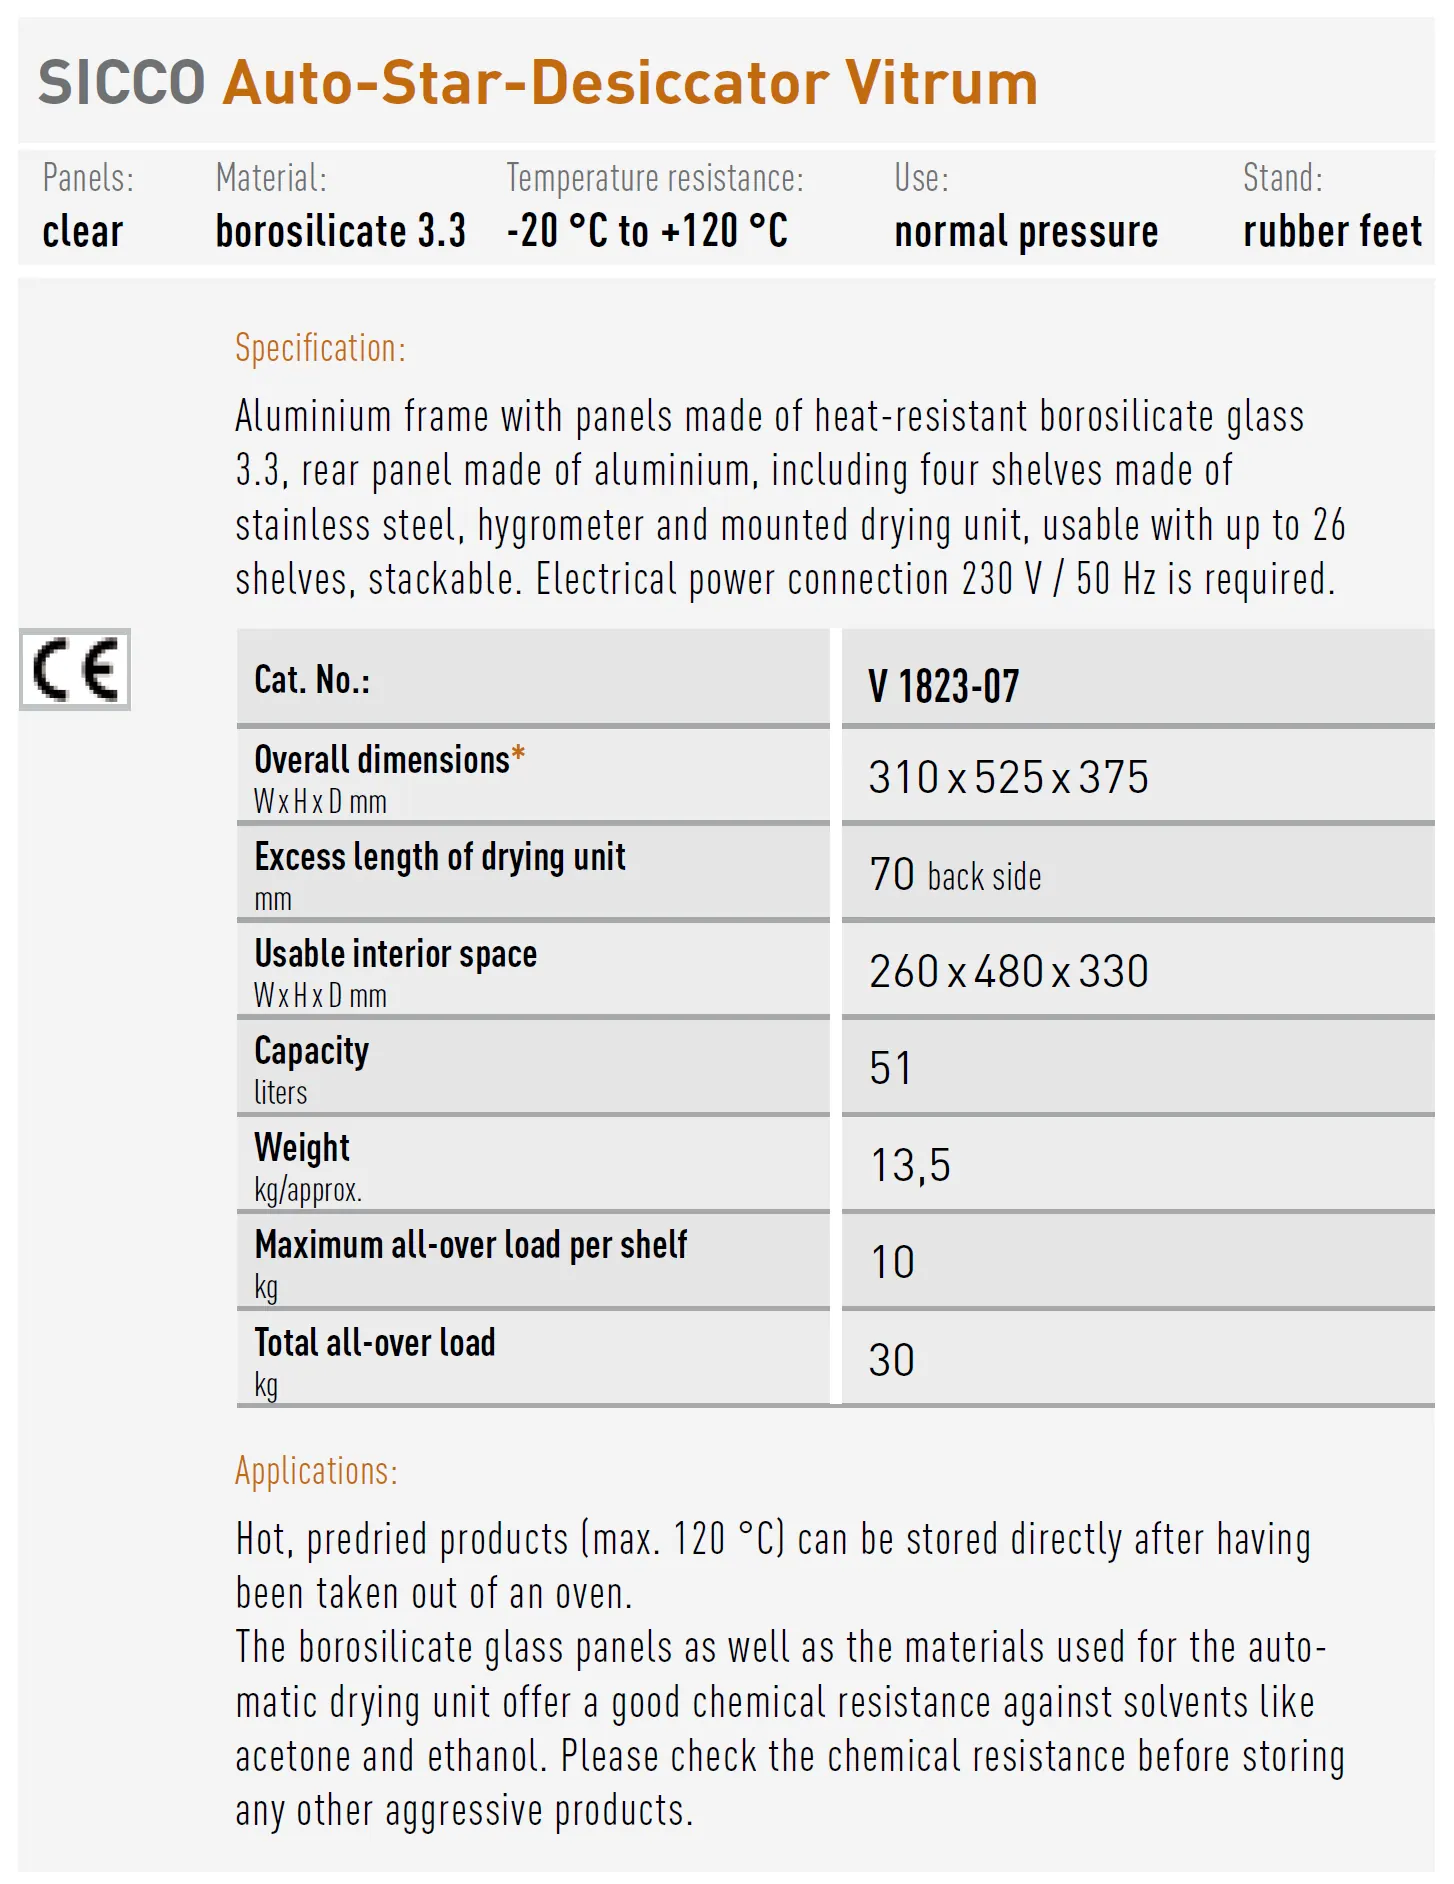 SICCO Auto-Star-Desiccator Vitrum
Panels: Material: Temperature resistance: Use: Stand:
clear borosilicate 3.3 -20 °C to +120 °C normal pressure rubber feet
Specification:
Aluminium frame with panels made of heat-resistant borosilicate glass
3.3, rear panel made of aluminium, including four shelves made of
stainless steel, hygrometer and mounted drying unit, usable with up to 26
shelves, stackable. Electrical power connection 230 V / 50 Hz is required.
CE
Cat. No.: V 1823-07
Overall dimensions*
W x H x D mm
310 x 525 x 375
Excess length of drying unit
mm
70 back side
Usable interior space
W x H x D mm
260 x 480 x 330
Capacity
liters
51
Weight
kg/approx.
13,5
Maximum all-over load per shelf
kg
10
Total all-over load
kg
30
Applications:
Hot, predried products (max. 120 °C) can be stored directly after having
been taken out of an oven.
The borosilicate glass panels as well as the materials used for the auto-
matic drying unit offer a good chemical resistance against solvents like
acetone and ethanol. Please check the chemical resistance before storing
any other aggressive products.